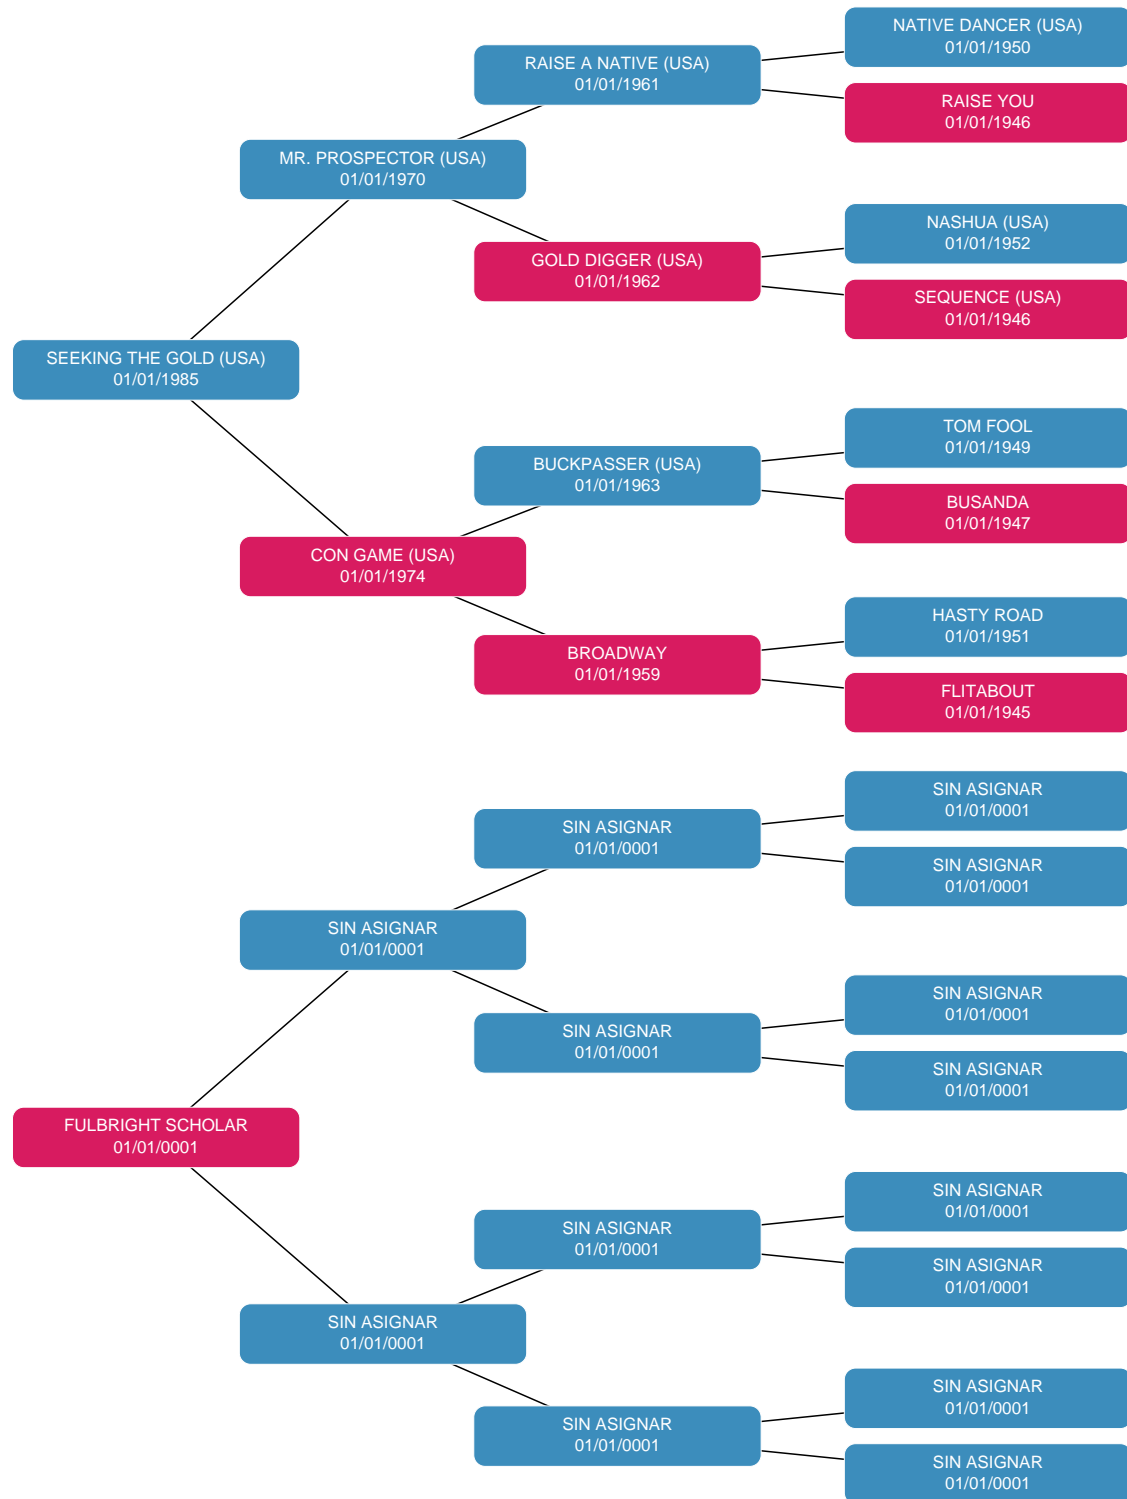 NATIVE DANCER (USA)
01/01/1950
RAISE A NATIVE (USA)
01/01/1961
RAISE YOU
01/01/1946
MR. PROSPECTOR (USA)
01/01/1970
NASHUA (USA)
01/01/1952
GOLD DIGGER (USA)
01/01/1962
SEQUENCE (USA)
01/01/1946
SEEKING THE GOLD (USA)
01/01/1985
TOM FOOL
01/01/1949
BUCKPASSER (USA)
01/01/1963
BUSANDA
01/01/1947
CON GAME (USA)
01/01/1974
HASTY ROAD
01/01/1951
BROADWAY
01/01/1959
FLITABOUT
01/01/1945
SIN ASIGNAR
01/01/0001
SIN ASIGNAR
01/01/0001
SIN ASIGNAR
01/01/0001
SIN ASIGNAR
01/01/0001
SIN ASIGNAR
01/01/0001
SIN ASIGNAR
01/01/0001
SIN ASIGNAR
01/01/0001
FULBRIGHT SCHOLAR
01/01/0001
SIN ASIGNAR
01/01/0001
SIN ASIGNAR
01/01/0001
SIN ASIGNAR
01/01/0001
SIN ASIGNAR
01/01/0001
SIN ASIGNAR
01/01/0001
SIN ASIGNAR
01/01/0001
SIN ASIGNAR
01/01/0001